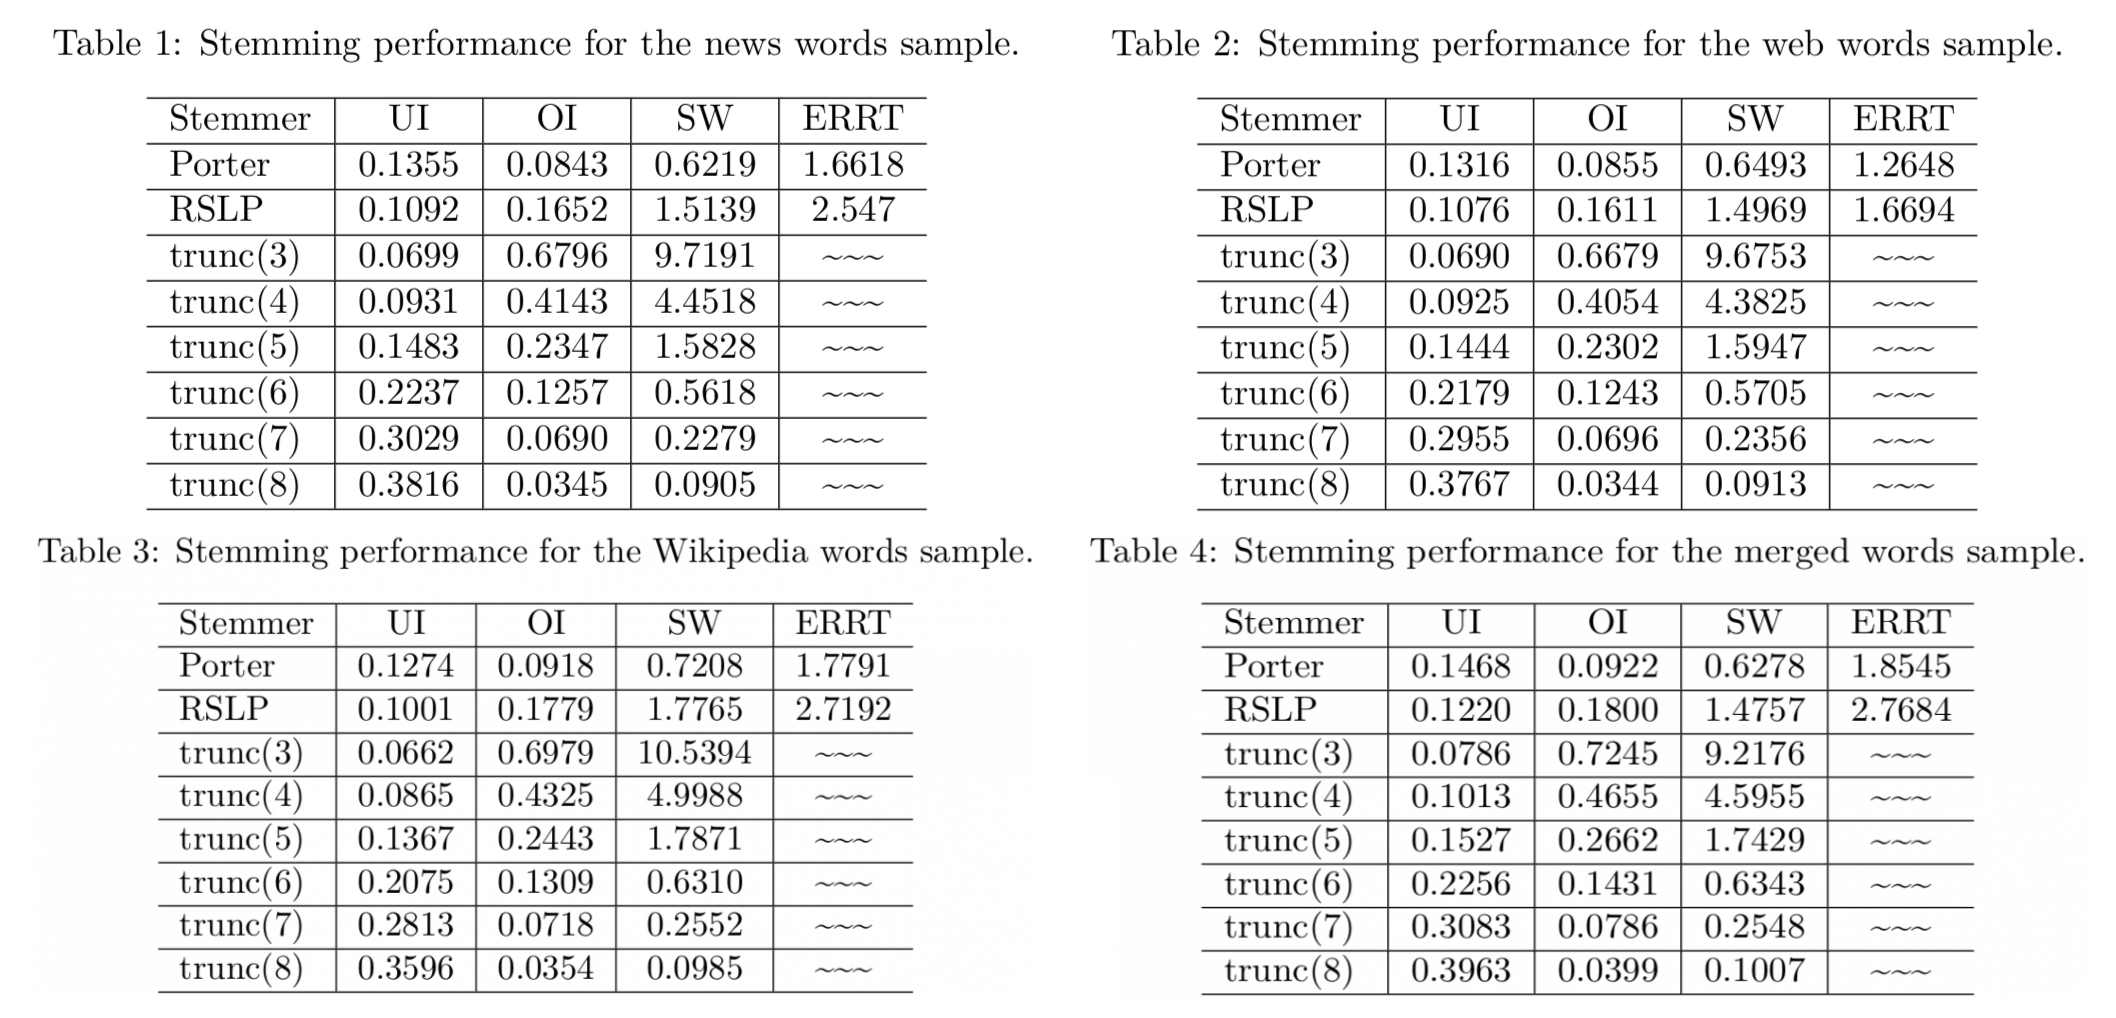 Table 1: Stemming performance for the news words sample.
Stemmer UI OI SW ERRT
Porter 0.1355 0.0843 0.6219 1.6618
RSLP 0.1092 0.1652 1.5139 2.547
trunc(3) 0.0699 0.6796 9.7191 ~~~
trunc(4) 0.0931 0.4143 4.4518 ~~~
trunc(5) 0.1483 0.2347 1.5828 ~~~
trunc(6) 0.2237 0.1257 0.5618 ~~~
trunc(7) 0.3029 0.0690 0.2279 ~~~
trunc(8) 0.3816 0.0345 0.0905 ~~~
Table 2: Stemming performance for the web words sample.
Stemmer UI OI SW ERRT
Porter 0.1316 0.0855 0.6493 1.2648
RSLP 0.1076 0.1611 1.4969 1.6694
trunc(3) 0.0690 0.6679 9.6753 ~~~
trunc(4) 0.0925 0.4054 4.3825 ~~~
trunc(5) 0.1444 0.2302 1.5947 ~~~
trunc(6) 0.2179 0.1243 0.5705 ~~~
trunc(7) 0.2955 0.0696 0.2356 ~~~
trunc(8) 0.3767 0.0344 0.0913 ~~~
Table 3: Stemming performance for the Wikipedia words sample.
Stemmer UI OI SW ERRT
Porter 0.1274 0.0918 0.7208 1.7791
RSLP 0.1001 0.1779 1.7765 2.7192
trunc(3) 0.0662 0.6979 10.5394 ~~~
trunc(4) 0.0865 0.4325 4.9988 ~~~
trunc(5) 0.1367 0.2443 1.7871 ~~~
trunc(6) 0.2075 0.1309 0.6310 ~~~
trunc(7) 0.2813 0.0718 0.2552 ~~~
trunc(8) 0.3596 0.0354 0.0985 ~~~
Table 4: Stemming performance for the merged words sample.
Stemmer UI OI SW ERRT
Porter 0.1468 0.0922 0.6278 1.8545
RSLP 0.1220 0.1800 1.4757 2.7684
trunc(3) 0.0786 0.7245 9.2176 ~~~
trunc(4) 0.1013 0.4655 4.5955 ~~~
trunc(5) 0.1527 0.2662 1.7429 ~~~
trunc(6) 0.2256 0.1431 0.6343 ~~~
trunc(7) 0.3083 0.0786 0.2548 ~~~
trunc(8) 0.3963 0.0399 0.1007 ~~~